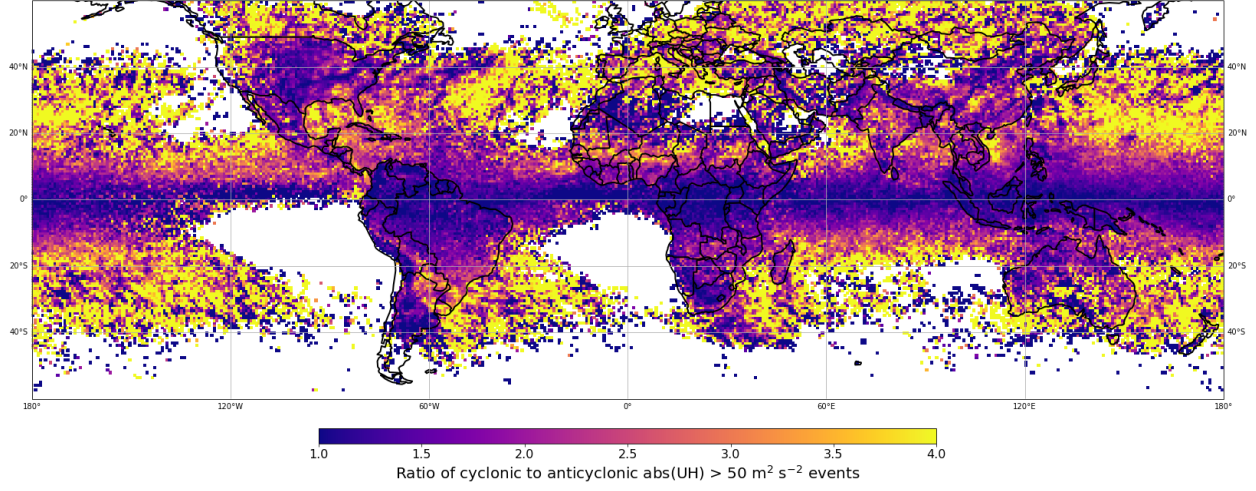 40°N 40°N
20°N 20°N
0° 0°
20°S 20°S
40°S 40°S
180° 120°W 60°W 0° 60°E 120°E 180°
1.0 1.5 2.0 2.5 3.0 3.5 4.0
Ratio of cyclonic to anticyclonic abs(UH) > 50 m² s⁻² events